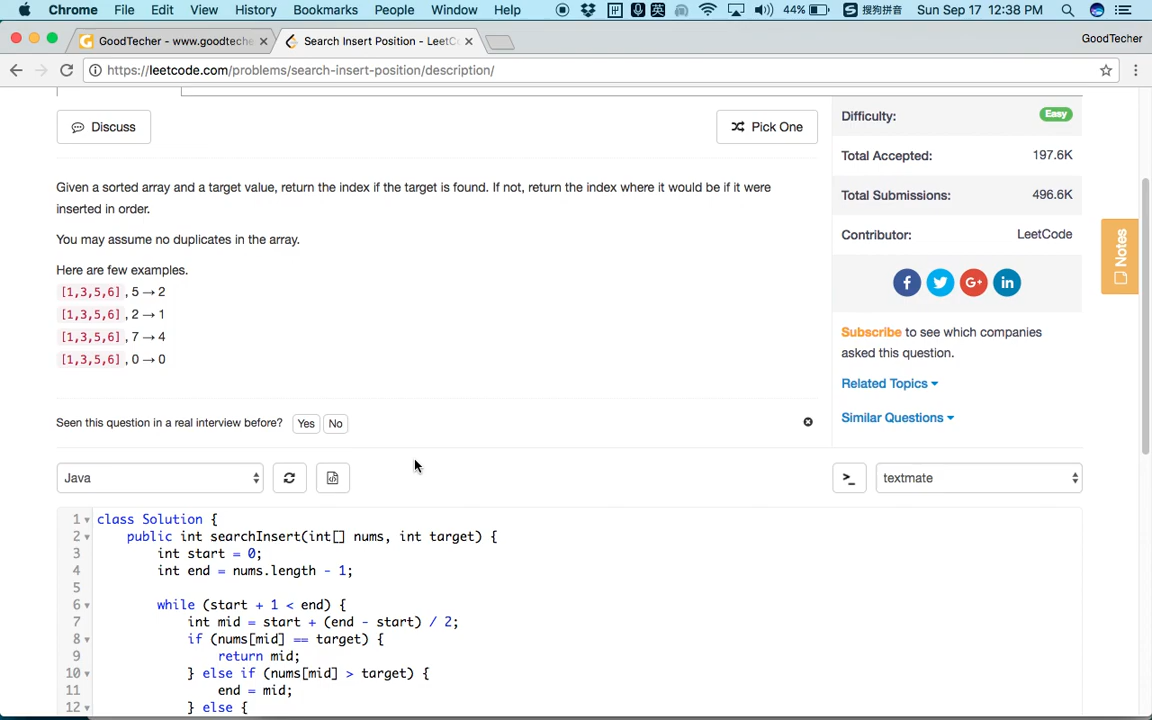 Chrome File Edit View History Bookmarks People Window Help 英 44% 搜狗拼音 Sun Sep 17 12:38 PM
GoodTecher - www.goodteche Search Insert Position - LeetCo GoodTecher
https://leetcode.com/problems/search-insert-position/description/
Discuss Pick One
Difficulty: Easy
Total Accepted: 197.6K
Total Submissions: 496.6K
Contributor: LeetCode
Given a sorted array and a target value, return the index if the target is found. If not, return the index where it would be if it were
inserted in order.
You may assume no duplicates in the array.
Here are few examples.
[1,3,5,6] , 5 → 2
[1,3,5,6] , 2 → 1
[1,3,5,6] , 7 → 4
[1,3,5,6] , 0 → 0
Notes
Subscribe to see which companies
asked this question.
Related Topics
Similar Questions
Seen this question in a real interview before? Yes No
Java >_ textmate
1 class Solution {
2 public int searchInsert(int[] nums, int target) {
3 int start = 0;
4 int end = nums.length - 1;
5
6 while (start + 1 < end) {
7 int mid = start + (end - start) / 2;
8 if (nums[mid] == target) {
9 return mid;
10 } else if (nums[mid] > target) {
11 end = mid;
12 } else {